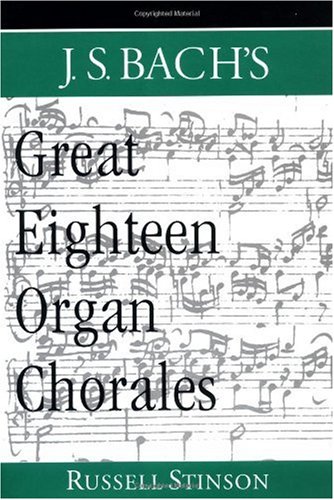 J. S. BACH'S
Great
Eighteen
Organ
Chorales
RUSSELL STINSON